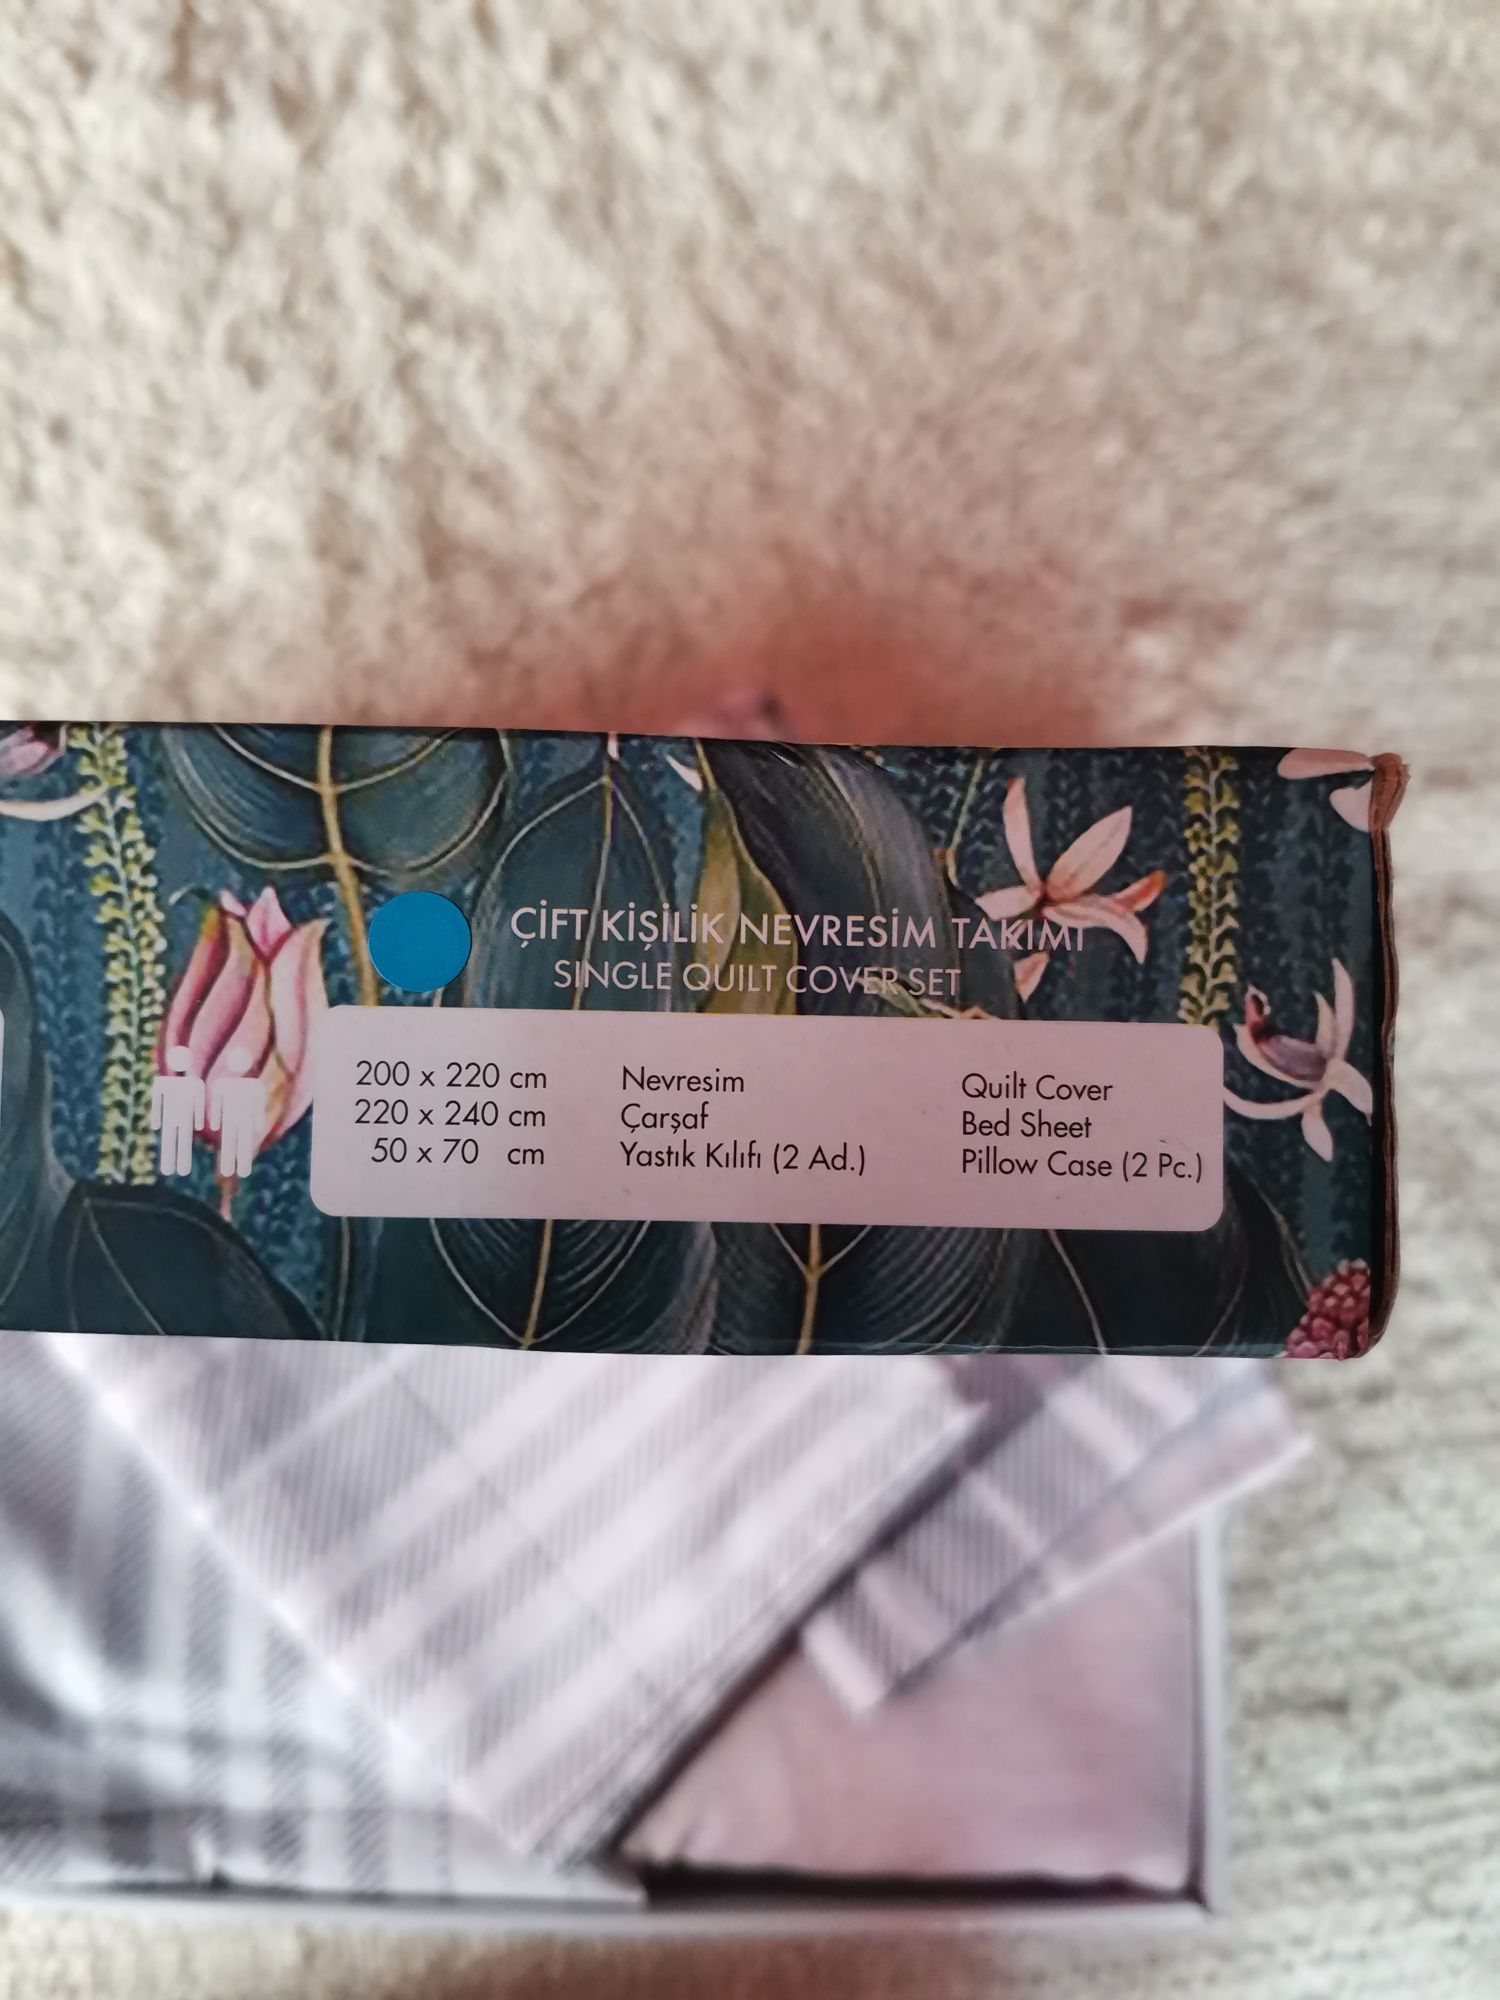 ÇİFT KİŞİLİK NEVRESİM TAKIMI
SINGLE QUILT COVER SET
200 x 220 cm Nevresim Quilt Cover
220 x 240 cm Çarşaf Bed Sheet
50 x 70 cm Yastık Kılıfı (2 Ad.) Pillow Case (2 Pc.)